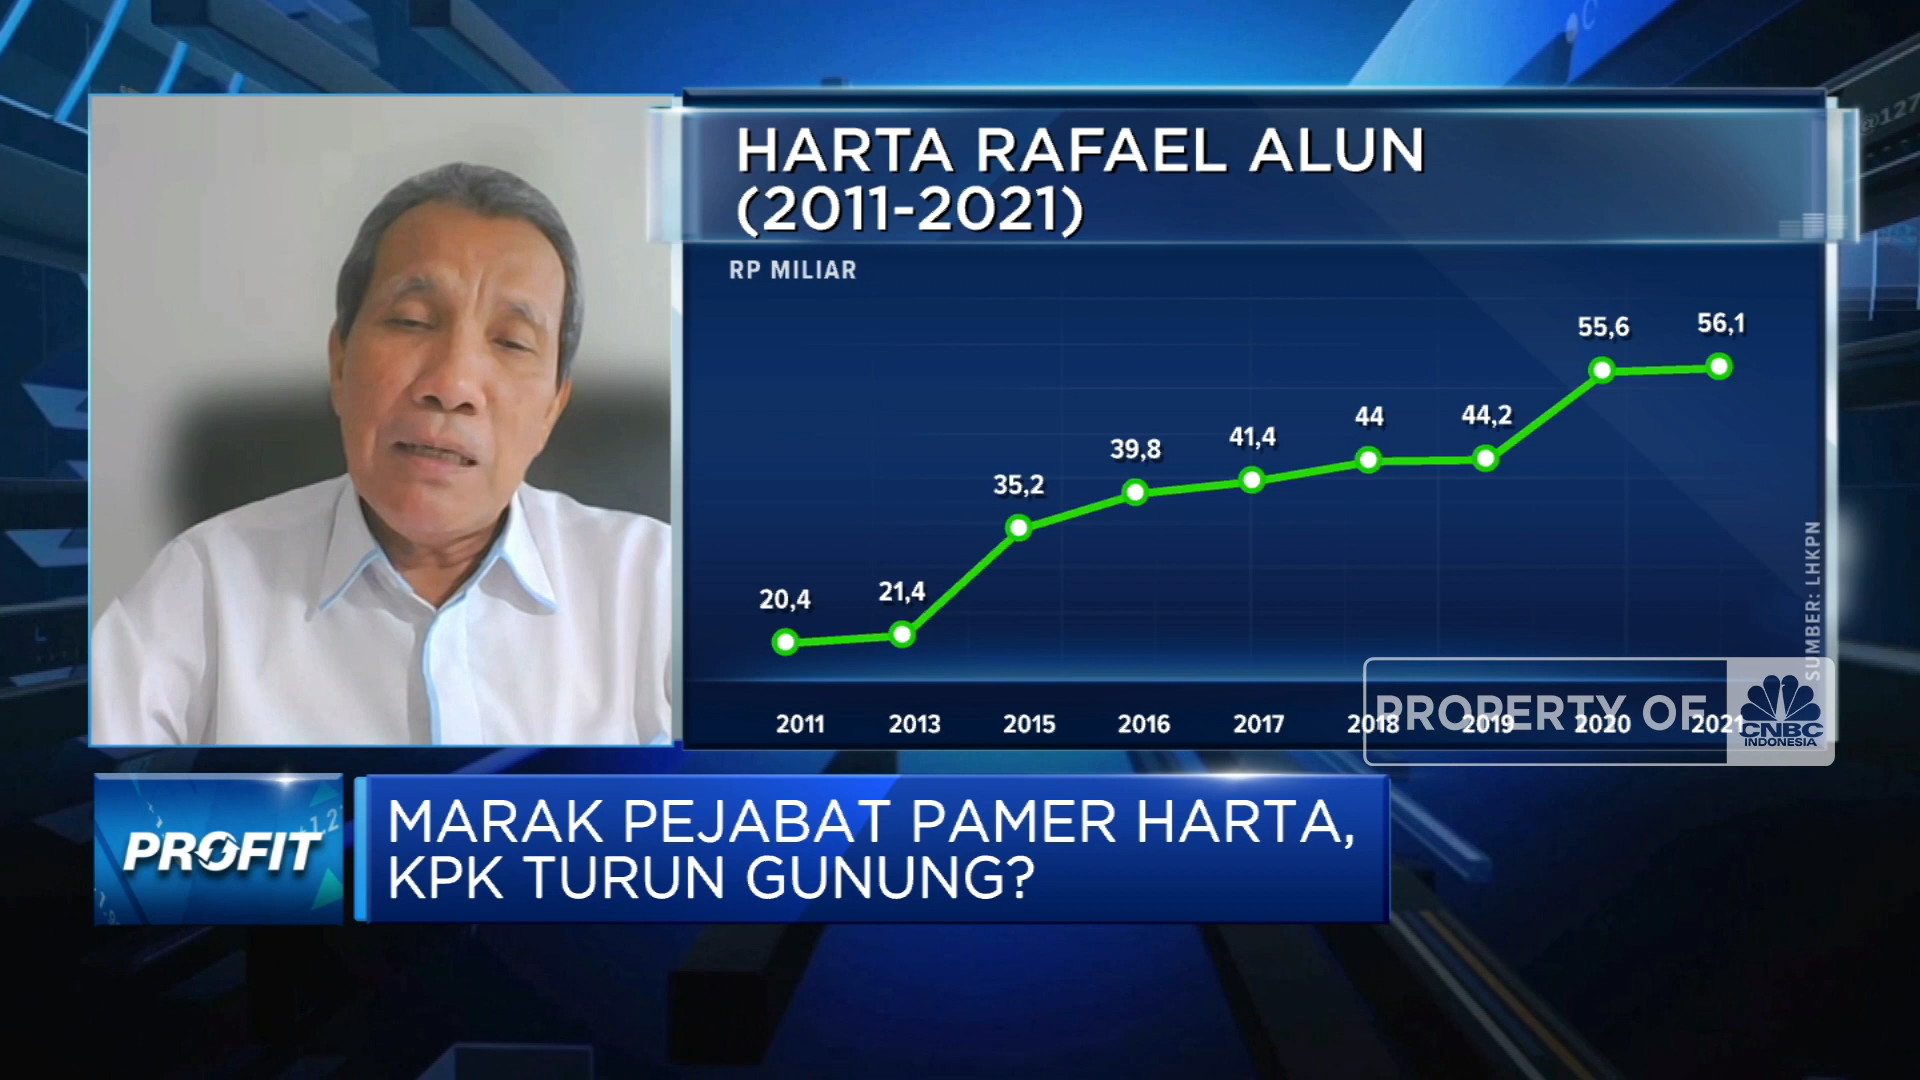 HARTA RAFAEL ALUN
(2011-2021)
RP MILIAR
20,4
21,4
35,2
39,8
41,4
44
44,2
55,6
56,1
2011 2013 2015 2016 2017 2018 2019 2020 2021
SUMBER: LHKPN
PROPERTY OF
CNBC
INDONESIA
PROFIT
MARAK PEJABAT PAMER HARTA,
KPK TURUN GUNUNG?
@127